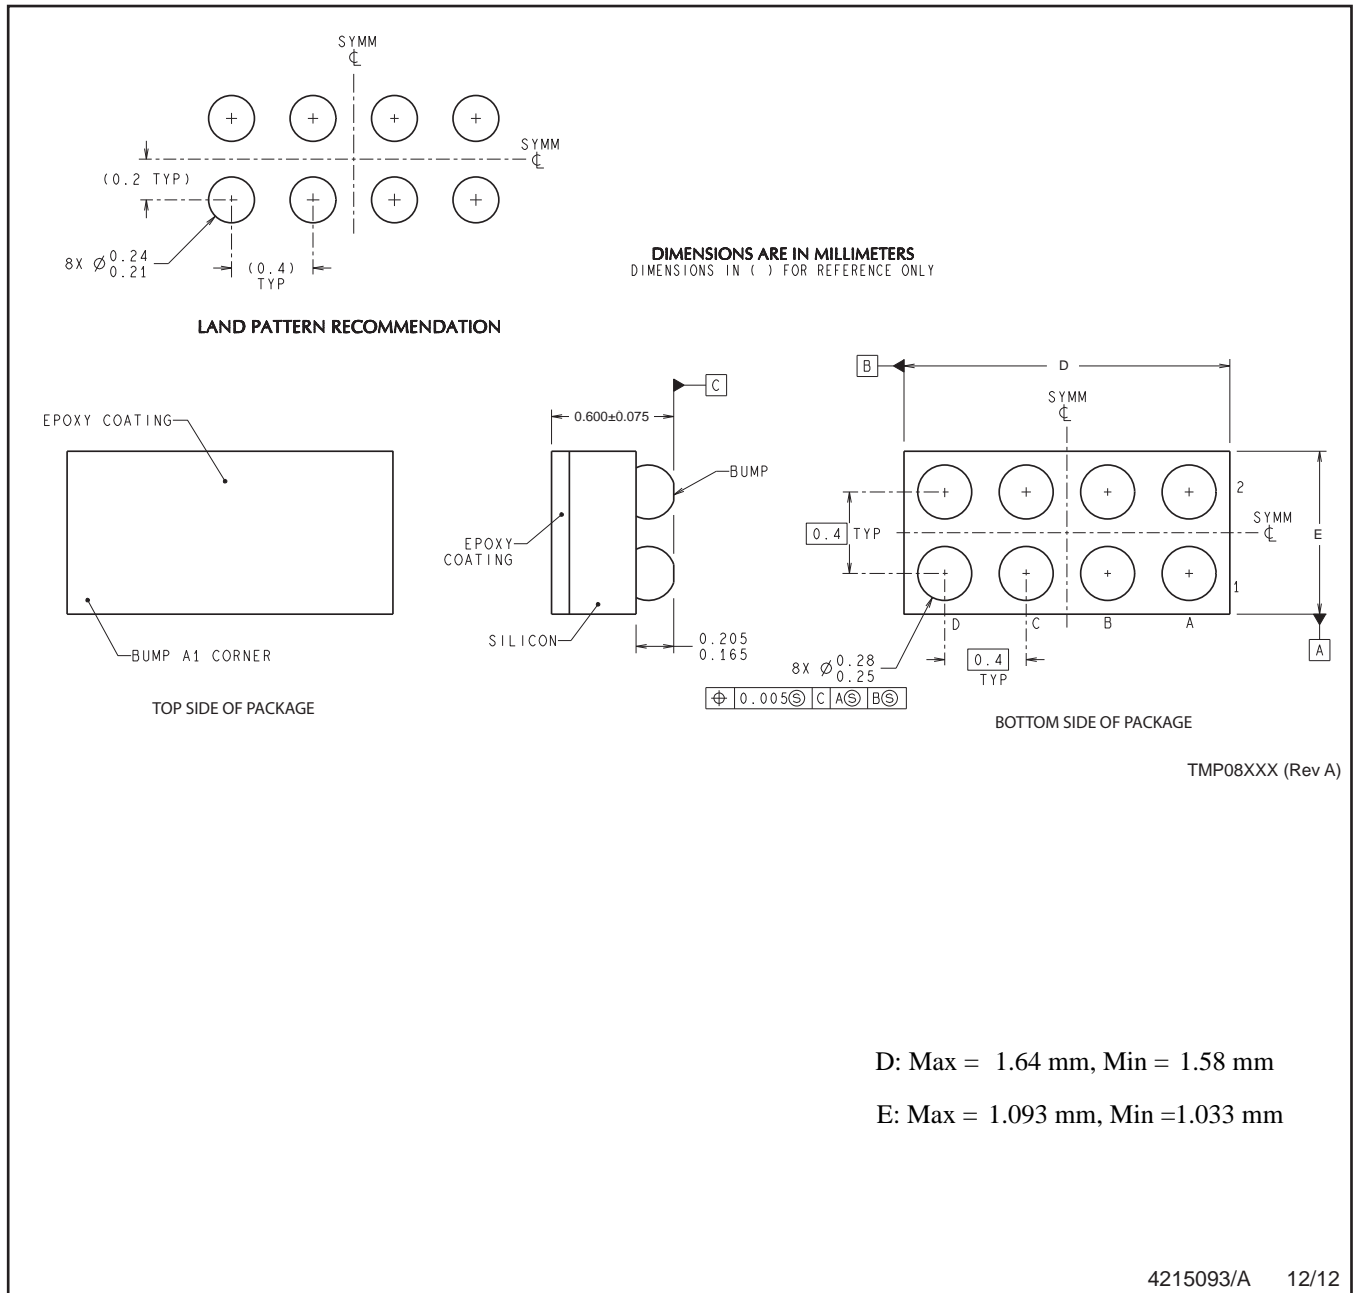 SYMM
℄
SYMM
℄
(0.2 TYP)
8X Ø 0.24
0.21
(0.4)
TYP
DIMENSIONS ARE IN MILLIMETERS
DIMENSIONS IN ( ) FOR REFERENCE ONLY
LAND PATTERN RECOMMENDATION
EPOXY COATING
BUMP A1 CORNER
TOP SIDE OF PACKAGE
0.600±0.075
C
BUMP
EPOXY
COATING
SILICON
0.205
0.165
B
D
SYMM
℄
2
SYMM
℄
0.4 TYP
E
1
D C B A
A
8X Ø 0.28
0.25
0.4
TYP
⌖ 0.005Ⓢ C AⓈ BⓈ
BOTTOM SIDE OF PACKAGE
TMP08XXX (Rev A)
D: Max = 1.64 mm, Min = 1.58 mm
E: Max = 1.093 mm, Min =1.033 mm
4215093/A 12/12